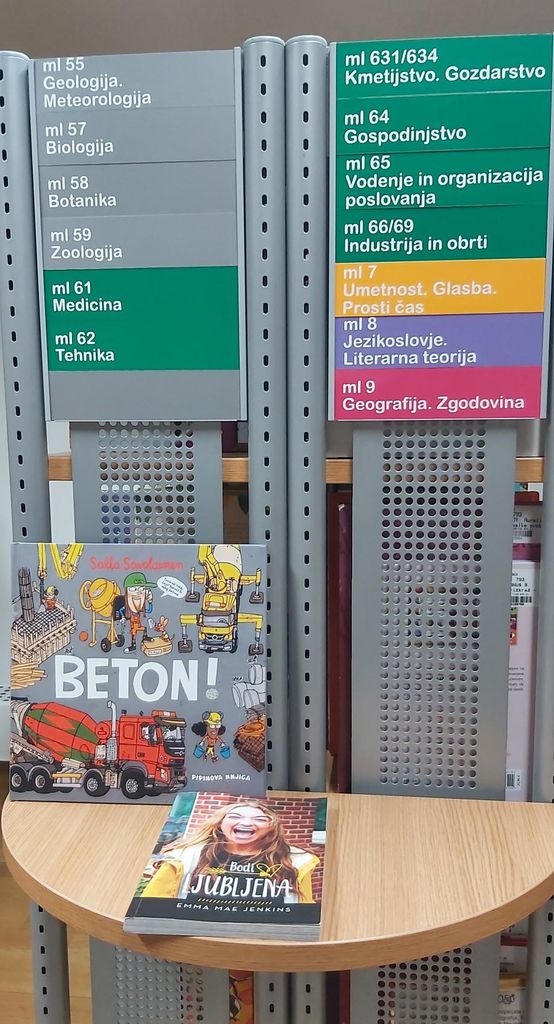 ml 55
Geologija.
Meteorologija
ml 57
Biologija
ml 58
Botanika
ml 59
Zoologija
ml 61
Medicina
ml 62
Tehnika
ml 631/634
Kmetijstvo. Gozdarstvo
ml 64
Gospodinjstvo
ml 65
Vodenje in organizacija
poslovanja
ml 66/69
Industrija in obrti
ml 7
Umetnost. Glasba.
Prosti čas
ml 8
Jezikoslovje.
Literarna teorija
ml 9
Geografija. Zgodovina
Salla Savolainen
BETON!
PIPINOVA KNJIGA
Bodi
LJUBLJENA
EMMA MAE JENKINS